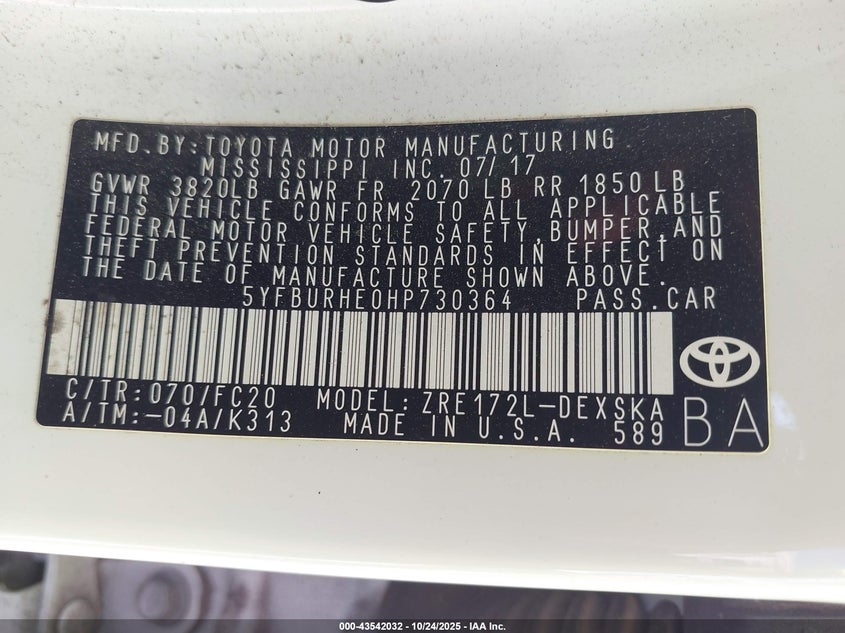 MFD. BY: TOYOTA MOTOR MANUFACTURING
MISSISSIPPI INC. 07/17
GVWR 3820LB GAWR FR 2070 LB RR 1850 LB
THIS VEHICLE CONFORMS TO ALL APPLICABLE
FEDERAL MOTOR VEHICLE SAFETY, BUMPER, AND
THEFT PREVENTION STANDARDS IN EFFECT ON
THE DATE OF MANUFACTURE SHOWN ABOVE.
5YFBURHE0HP730364 PASS. CAR
C/TR: 070/FC20 MODEL: ZRE172L-DEXSKA
A/TM: -04A/K313 MADE IN U.S.A. 589 BA
000-43542032 - 10/24/2025 - IAA Inc.